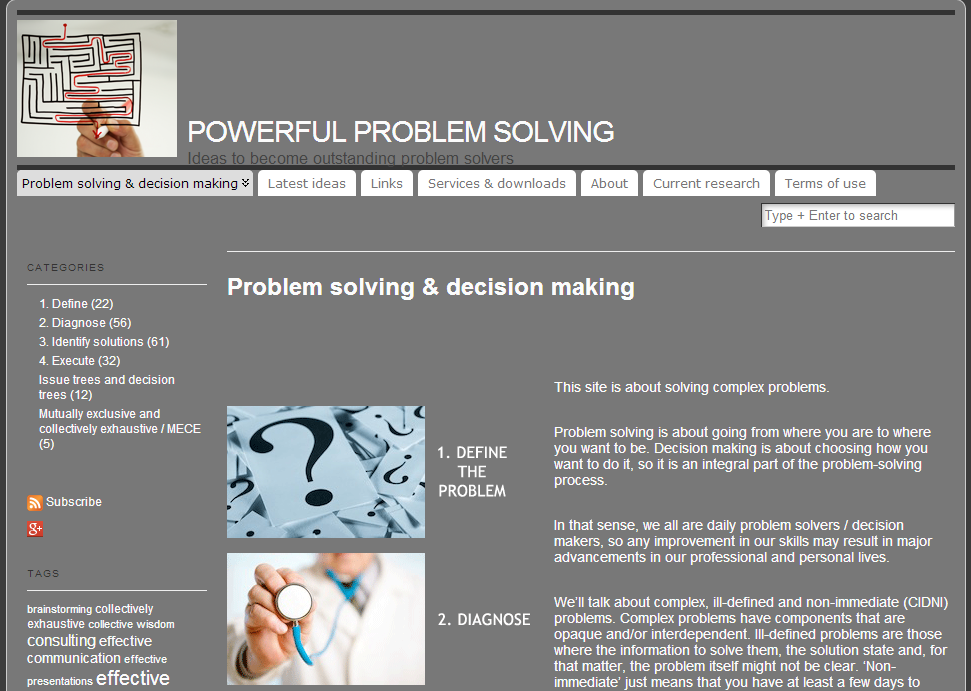 POWERFUL PROBLEM SOLVING
Ideas to become outstanding problem solvers
Problem solving & decision making
Latest ideas
Links
Services & downloads
About
Current research
Terms of use
Type + Enter to search
CATEGORIES
1. Define (22)
2. Diagnose (56)
3. Identify solutions (61)
4. Execute (32)
Issue trees and decision
trees (12)
Mutually exclusive and
collectively exhaustive / MECE
(5)
Subscribe
g+
TAGS
brainstorming collectively
exhaustive collective wisdom
consulting effective
communication effective
presentations effective
Problem solving & decision making
1. DEFINE
THE
PROBLEM
2. DIAGNOSE
This site is about solving complex problems.
Problem solving is about going from where you are to where
you want to be. Decision making is about choosing how you
want to do it, so it is an integral part of the problem-solving
process.
In that sense, we all are daily problem solvers / decision
makers, so any improvement in our skills may result in major
advancements in our professional and personal lives.
We'll talk about complex, ill-defined and non-immediate (CIDNI)
problems. Complex problems have components that are
opaque and/or interdependent. Ill-defined problems are those
where the information to solve them, the solution state and, for
that matter, the problem itself might not be clear. 'Non-
immediate' just means that you have at least a few days to